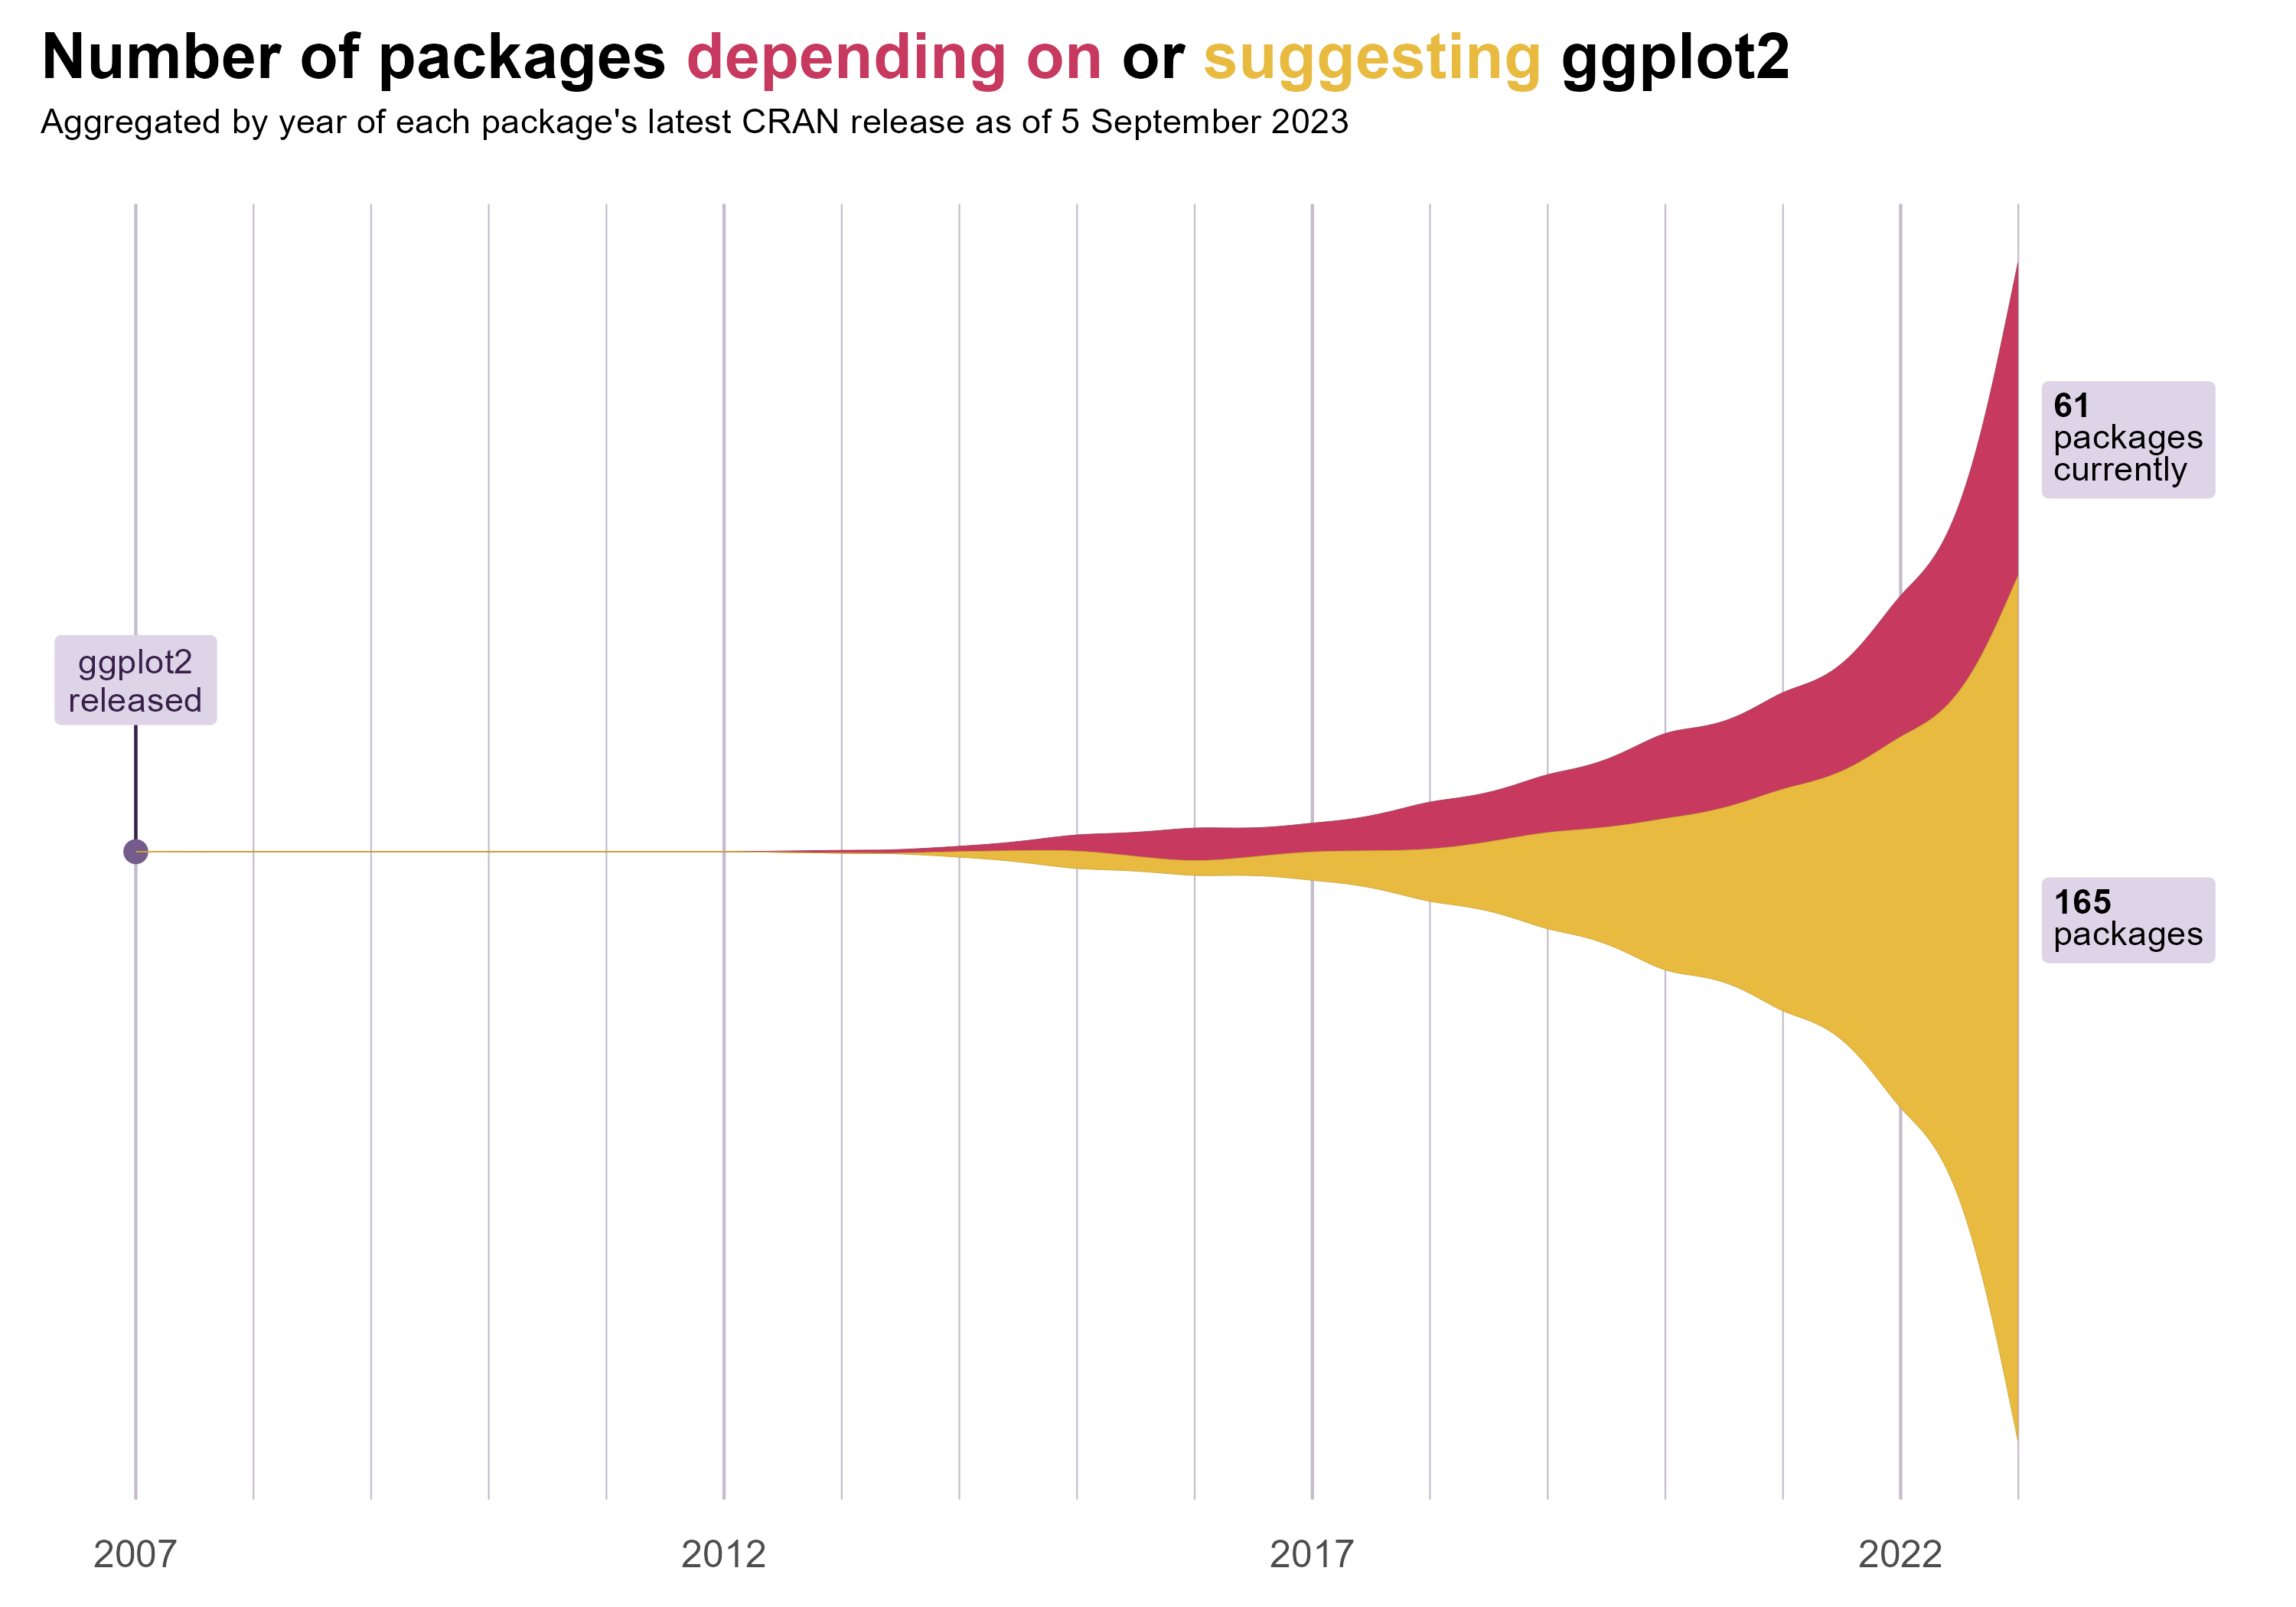 Number of packages depending on or suggesting ggplot2
Aggregated by year of each package's latest CRAN release as of 5 September 2023
61
packages
currently
ggplot2
released
165
packages
2007
2012
2017
2022